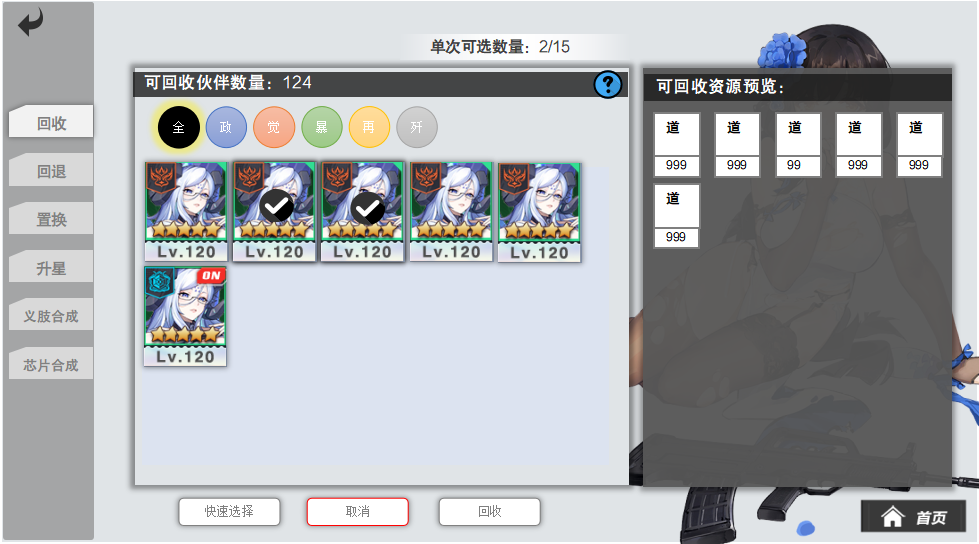 单次可选数量：2/15
可回收伙伴数量：124
?
可回收资源预览：
回收
回退
置换
升星
义肢合成
芯片合成
全 政 觉 暴 再 歼
Lv.120 Lv.120 Lv.120 Lv.120 Lv.120
ON
Lv.120
道 道 道 道 道
999 999 99 999 999
道
999
快速选择 取消 回收
首页